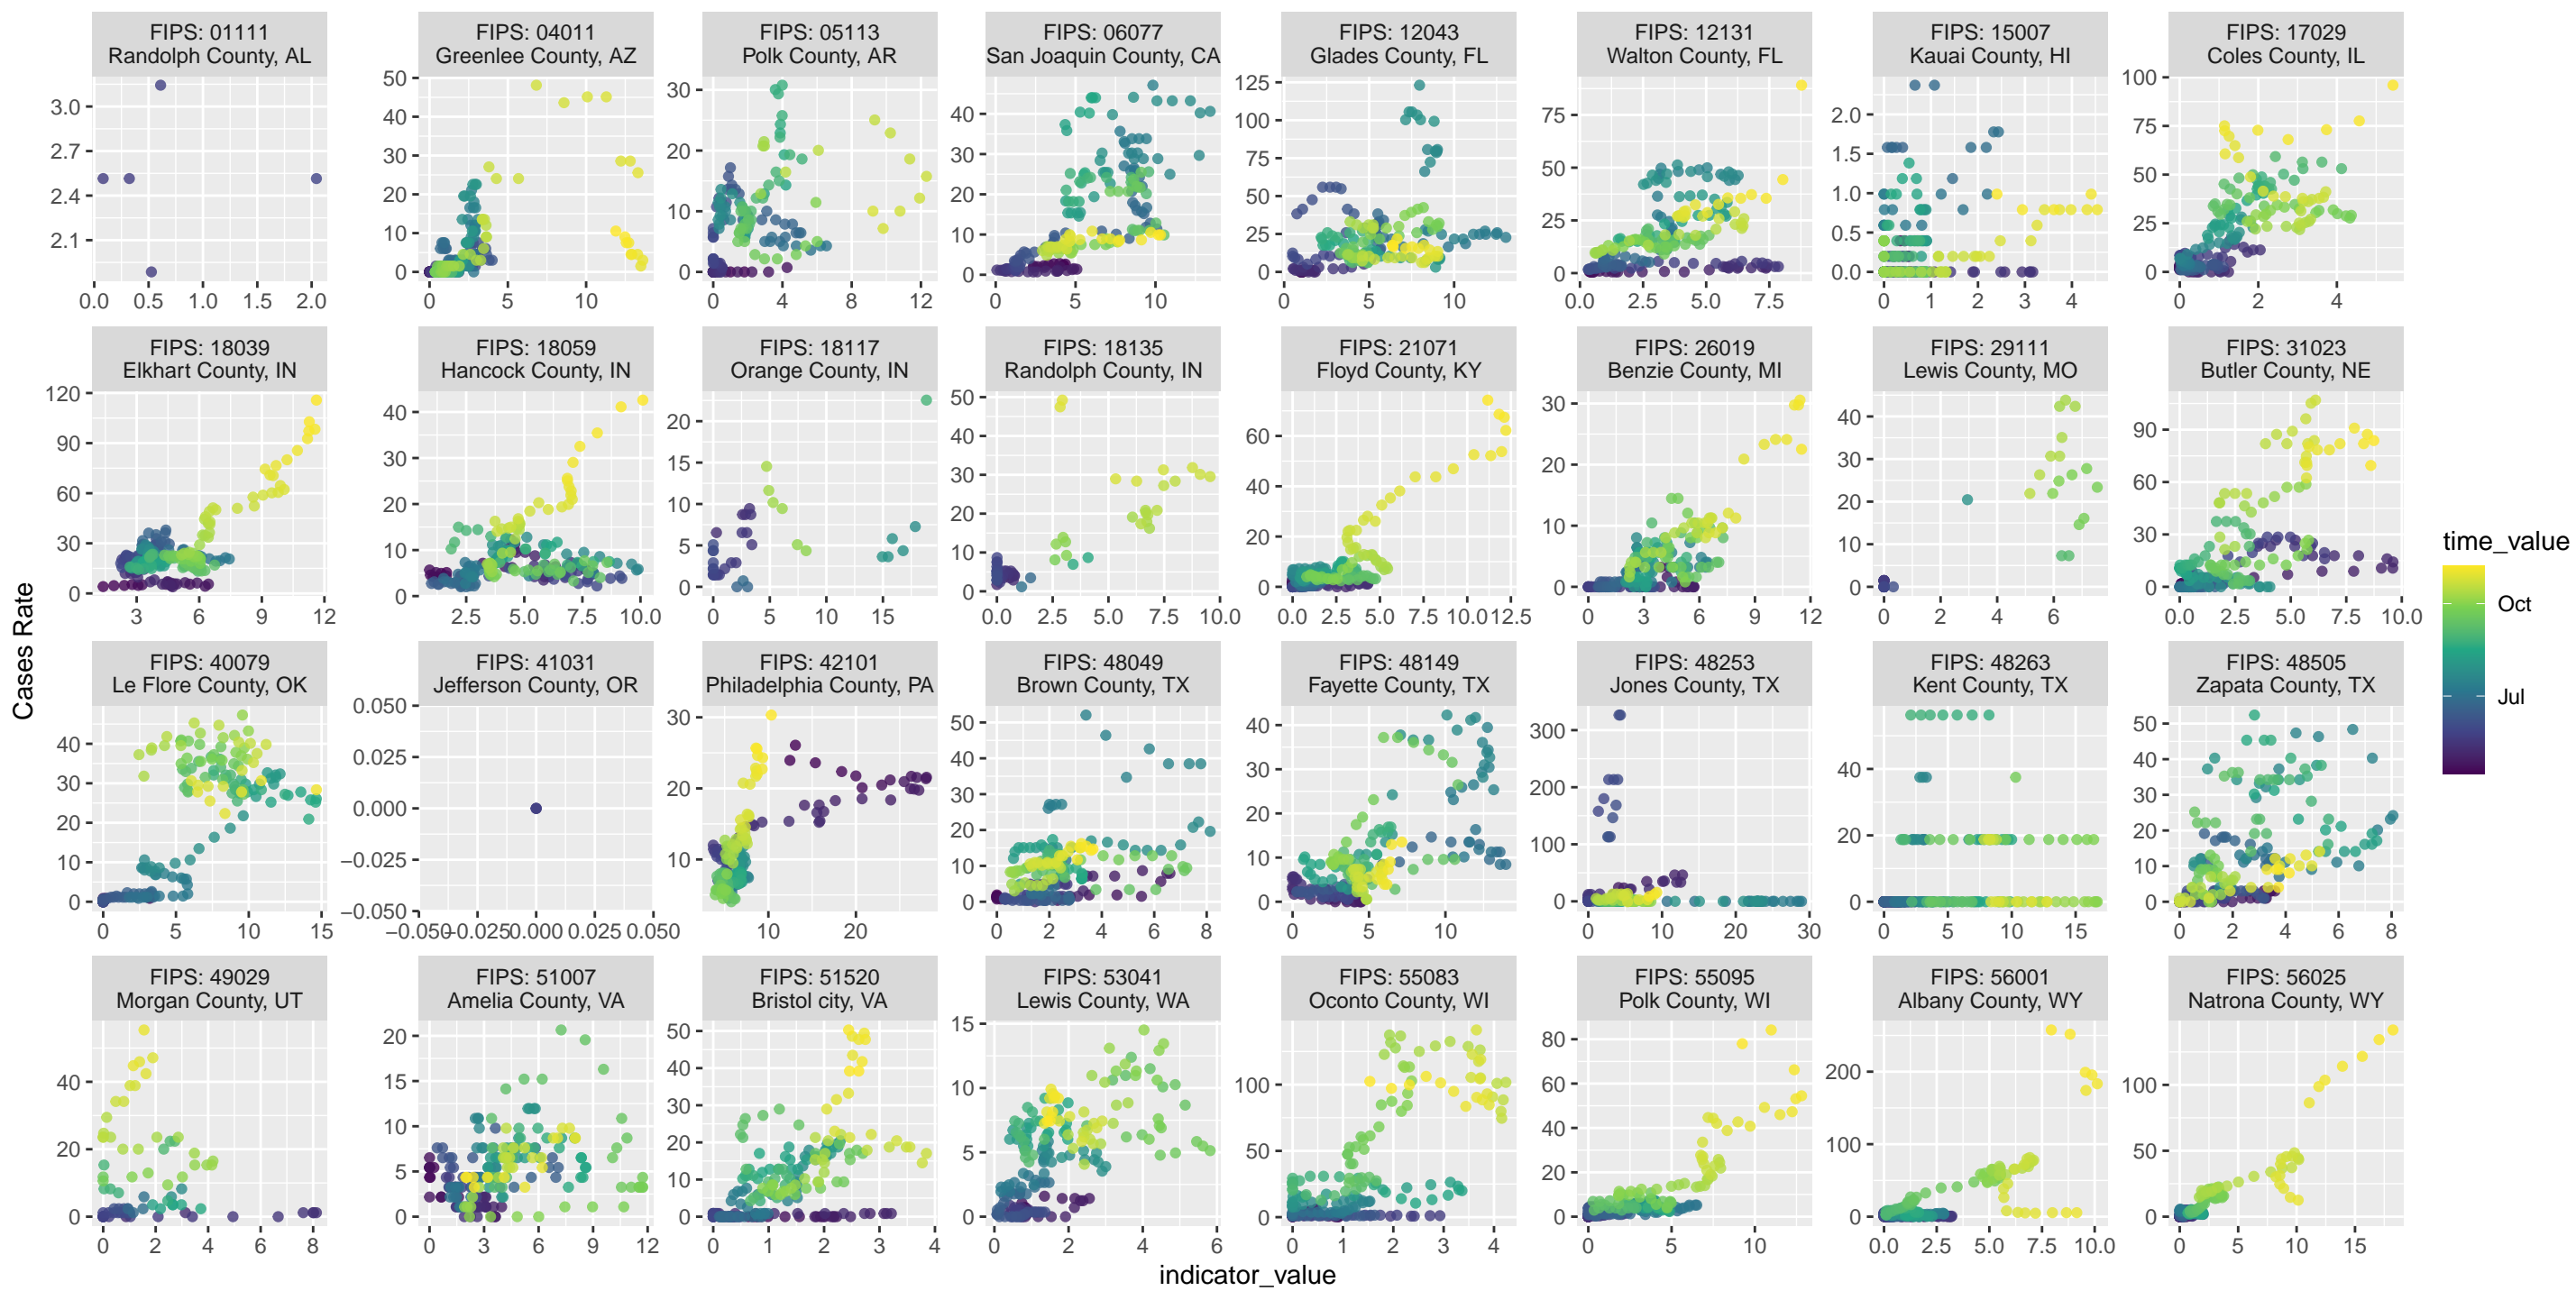 FIPS: 01111
Randolph County, AL
FIPS: 04011
Greenlee County, AZ
FIPS: 05113
Polk County, AR
FIPS: 06077
San Joaquin County, CA
FIPS: 12043
Glades County, FL
FIPS: 12131
Walton County, FL
FIPS: 15007
Kauai County, HI
FIPS: 17029
Coles County, IL
3.0
2.7
2.4
2.1
0.0 0.5 1.0 1.5 2.0
50
40
30
20
10
0
0 5 10
30
20
10
0
0 4 8 12
40
30
20
10
0
0 5 10
125
100
75
50
25
0
0 5 10
75
50
25
0
0.0 2.5 5.0 7.5
2.0
1.5
1.0
0.5
0.0
0 1 2 3 4
100
75
50
25
0
0 2 4
FIPS: 18039
Elkhart County, IN
FIPS: 18059
Hancock County, IN
FIPS: 18117
Orange County, IN
FIPS: 18135
Randolph County, IN
FIPS: 21071
Floyd County, KY
FIPS: 26019
Benzie County, MI
FIPS: 29111
Lewis County, MO
FIPS: 31023
Butler County, NE
120
90
60
30
0
3 6 9 12
40
30
20
10
0
2.5 5.0 7.5 10.0
20
15
10
5
0
0 5 10 15
50
40
30
20
10
0
0.0 2.5 5.0 7.5 10.0
60
40
20
0
0.0 2.5 5.0 7.5 10.0 12.5
30
20
10
0
0 3 6 9 12
40
30
20
10
0
0 2 4 6
90
60
30
0
0.0 2.5 5.0 7.5 10.0
FIPS: 40079
Le Flore County, OK
FIPS: 41031
Jefferson County, OR
FIPS: 42101
Philadelphia County, PA
FIPS: 48049
Brown County, TX
FIPS: 48149
Fayette County, TX
FIPS: 48253
Jones County, TX
FIPS: 48263
Kent County, TX
FIPS: 48505
Zapata County, TX
40
30
20
10
0
0 5 10 15
0.050
0.025
0.000
−0.025
−0.050
−0.050 −0.025 0.000 0.025 0.050
30
20
10
10 20
50
40
30
20
10
0
0 2 4 6 8
40
30
20
10
0
0 5 10
300
200
100
0
0 10 20 30
40
20
0
0 5 10 15
50
40
30
20
10
0
0 2 4 6 8
FIPS: 49029
Morgan County, UT
FIPS: 51007
Amelia County, VA
FIPS: 51520
Bristol city, VA
FIPS: 53041
Lewis County, WA
FIPS: 55083
Oconto County, WI
FIPS: 55095
Polk County, WI
FIPS: 56001
Albany County, WY
FIPS: 56025
Natrona County, WY
40
20
0
0 2 4 6 8
20
15
10
5
0
0 3 6 9 12
50
40
30
20
10
0
0 1 2 3 4
15
10
5
0
0 2 4 6
100
50
0
0 1 2 3 4
80
60
40
20
0
0 5 10
200
100
0
0.0 2.5 5.0 7.5 10.0
100
50
0
0 5 10 15
Cases Rate
indicator_value
time_value
Oct
Jul